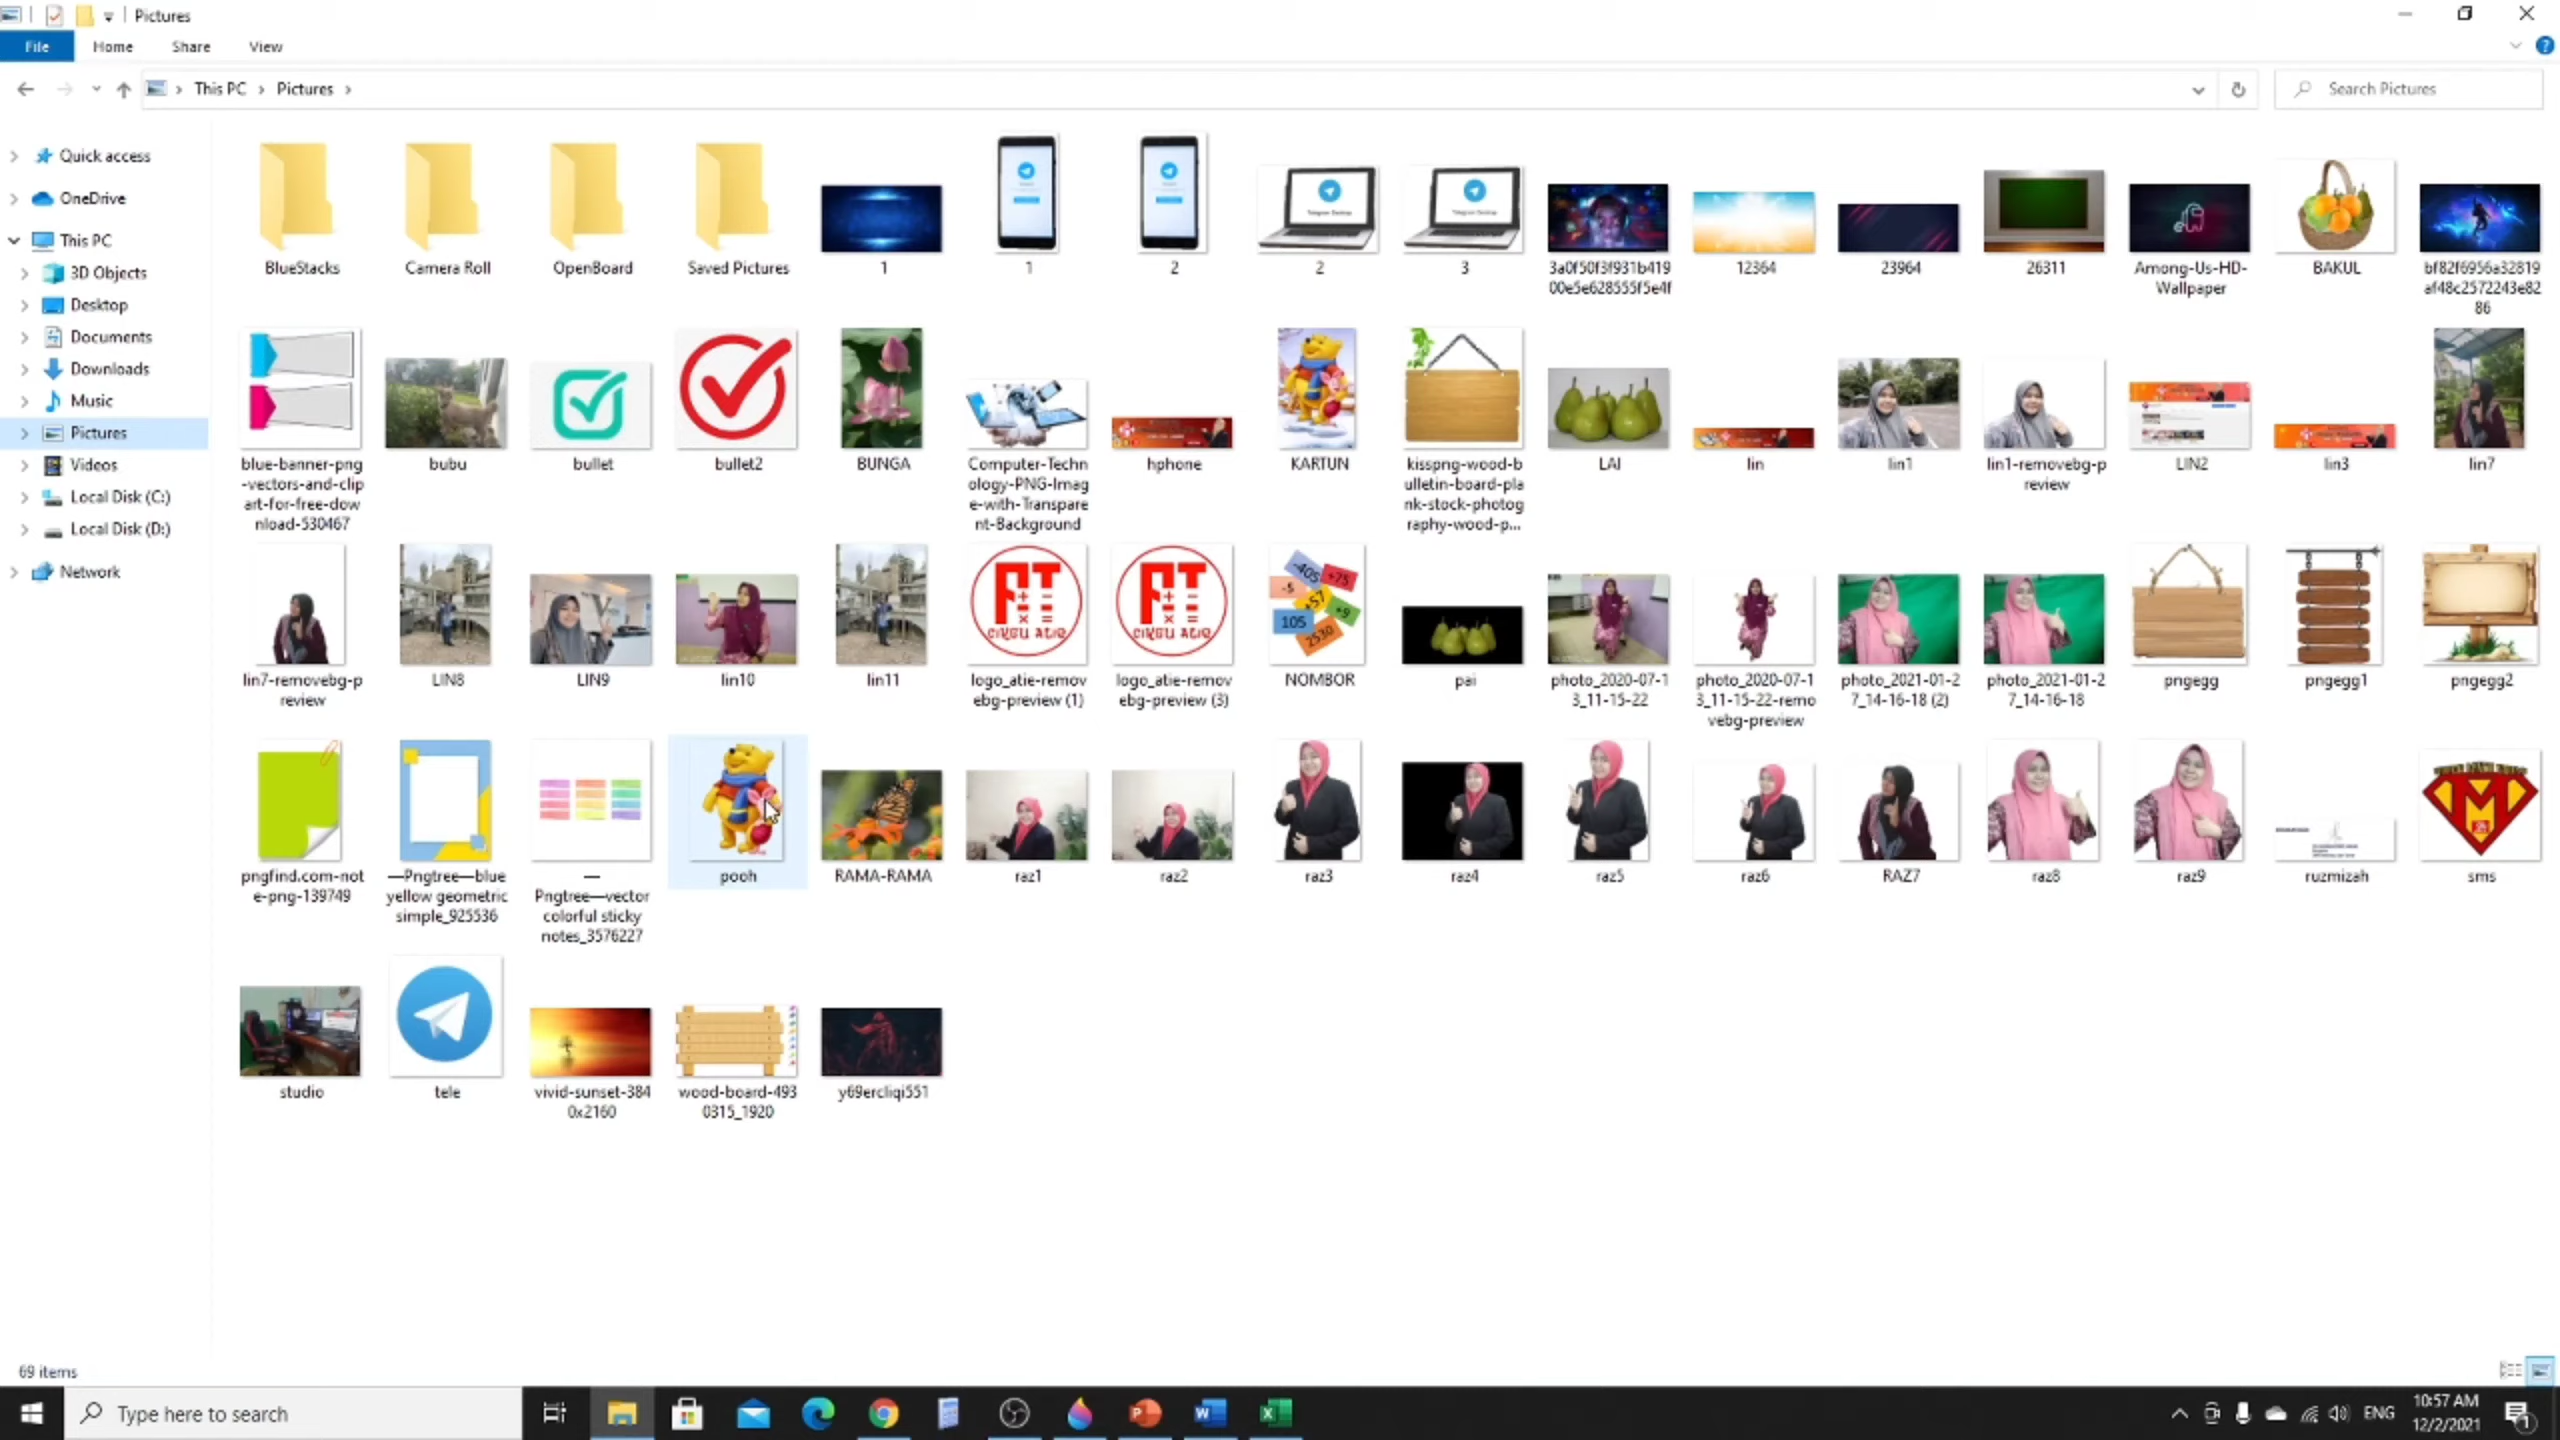 Pictures
File Home Share View
This PC Pictures
Search Pictures
Quick access
OneDrive
This PC
3D Objects
Desktop
Documents
Downloads
Music
Pictures
Videos
Local Disk (C:)
Local Disk (D:)
Network
BlueStacks
Camera Roll
OpenBoard
Saved Pictures
1
1
2
2
3
3a0f50f3f931b419
00e5e628555f5e4f
12364
23964
26311
Among-Us-HD-
Wallpaper
BAKUL
bf82f6956a32819
af48c2572243e82
86
blue-banner-png
-vectors-and-clip
art-for-free-dow
nload-530467
bubu
bullet
bullet2
BUNGA
Computer-Techn
ology-PNG-Imag
e-with-Transpare
nt-Background
hphone
KARTUN
kisspng-wood-b
ulletin-board-pla
nk-stock-photog
raphy-wood-p...
LAI
lin
lin1
lin1-removebg-p
review
LIN2
lin3
lin7
lin7-removebg-p
review
LIN8
LIN9
lin10
lin11
logo_atie-remov
ebg-preview (1)
logo_atie-remov
ebg-preview (3)
NOMBOR
pai
photo_2020-07-1
3_11-15-22
photo_2020-07-1
3_11-15-22-remo
vebg-preview
photo_2021-01-2
7_14-16-18 (2)
photo_2021-01-2
7_14-16-18
pngegg
pngegg1
pngegg2
pngfind.com-not
e-png-139749
—Pngtree—blue
yellow geometric
simple_925536
—
Pngtree—vector
colorful sticky
notes_3576227
pooh
RAMA-RAMA
raz1
raz2
raz3
raz4
raz5
raz6
RAZ7
raz8
raz9
ruzmizah
sms
studio
tele
vivid-sunset-384
0x2160
wood-board-493
0315_1920
y69ercliqi551
69 items
Type here to search
ENG
10:57 AM
12/2/2021